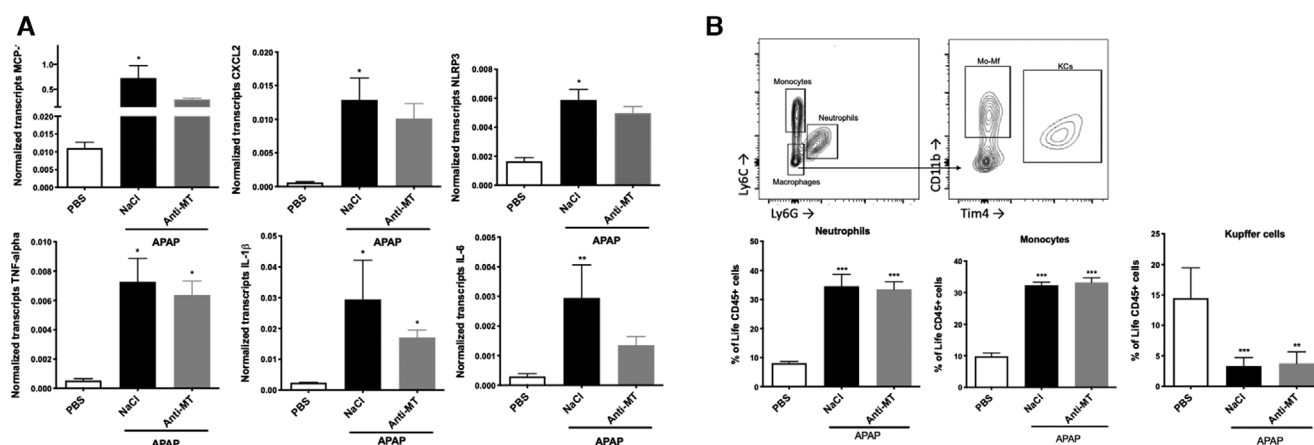 A
Normalized transcripts MCP-
1.0
0.5
0.020
0.015
0.010
0.005
0.000
*
PBS
NaCl
Anti-MT
APAP
Normalized transcripts CXCL2
0.020
0.015
0.010
0.005
0.000
*
PBS
NaCl
Anti-MT
APAP
Normalized transcripts NLRP3
0.008
0.006
0.004
0.002
0.000
*
PBS
NaCl
Anti-MT
APAP
Normalized transcripts TNF-alpha
0.010
0.008
0.006
0.004
0.002
0.000
*
*
PBS
NaCl
Anti-MT
APAP
Normalized transcripts IL-1β
0.05
0.04
0.03
0.02
0.01
0.00
*
*
PBS
NaCl
Anti-MT
APAP
Normalized transcripts IL-6
0.005
0.004
0.003
0.002
0.001
0.000
**
PBS
NaCl
Anti-MT
APAP
B
Monocytes
Neutrophils
Macrophages
Ly6C →
Ly6G →
Mo-Mf
KCs
CD11b →
Tim4 →
Neutrophils
% of Life CD45+ cells
50
40
30
20
10
0
***
***
PBS
NaCl
Anti-MT
APAP
Monocytes
% of Life CD45+ cells
40
30
20
10
0
***
***
PBS
NaCl
Anti-MT
APAP
Kupffer cells
% of Life CD45+ cells
25
20
15
10
5
0
***
**
PBS
NaCl
Anti-MT
APAP